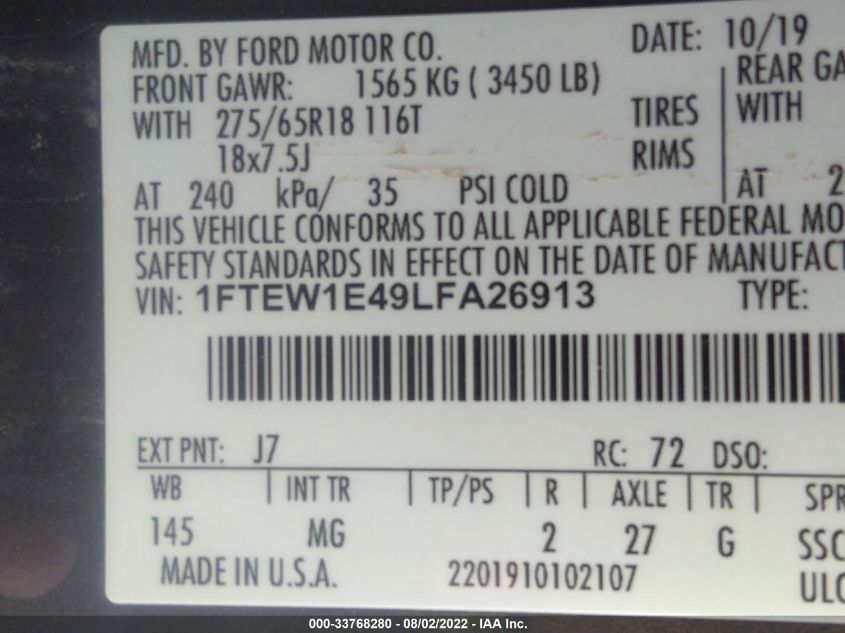 MFD. BY FORD MOTOR CO. DATE: 10/19
FRONT GAWR: 1565 KG ( 3450 LB) REAR GA
WITH 275/65R18 116T TIRES WITH
18x7.5J RIMS
AT 240 kPa/ 35 PSI COLD AT 2
THIS VEHICLE CONFORMS TO ALL APPLICABLE FEDERAL MO
SAFETY STANDARDS IN EFFECT ON THE DATE OF MANUFACT
VIN: 1FTEW1E49LFA26913 TYPE:
EXT PNT: J7 RC: 72 DSO:
WB INT TR TP/PS R AXLE TR SPR
145 MG 2 27 G SSC
MADE IN U.S.A. 2201910102107 ULC
000-33768280 - 08/02/2022 - IAA Inc.